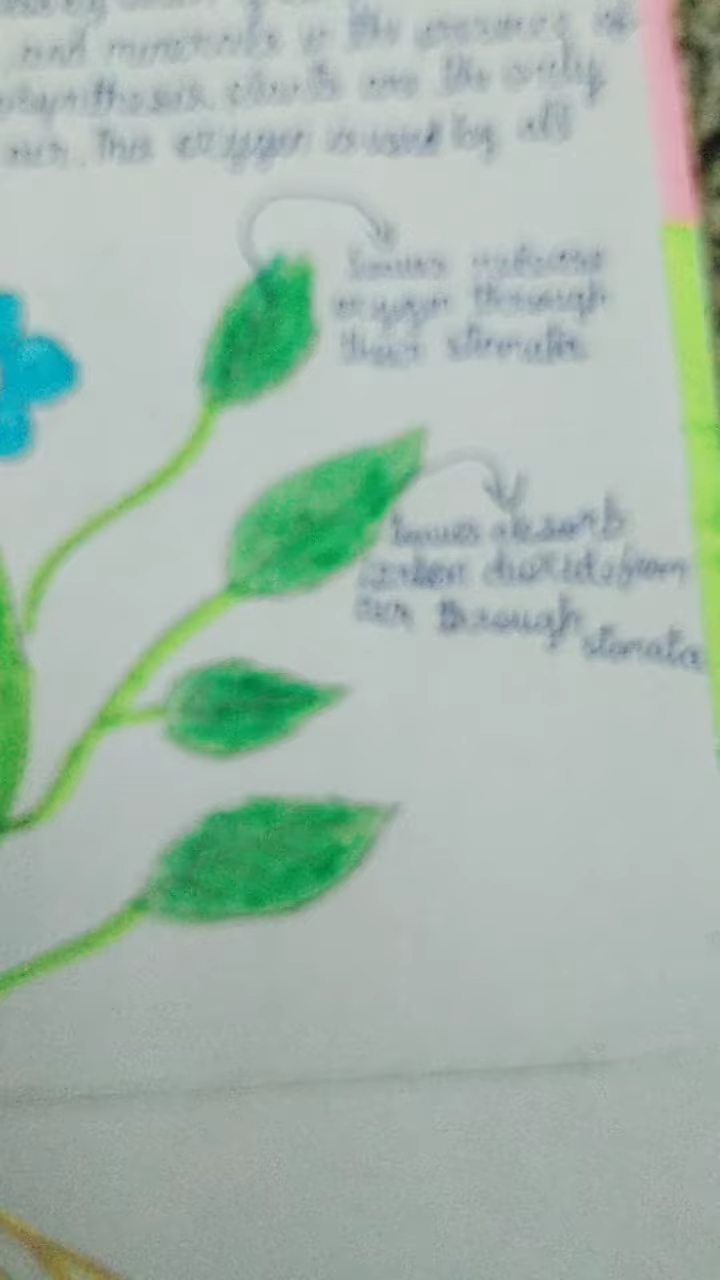 and minerals in the presence of
synthesis. plants are the only
air. This oxygen is used by all
leaves release
oxygen through
their stomata
leaves absorb
carbon dioxide from
air through
stomata